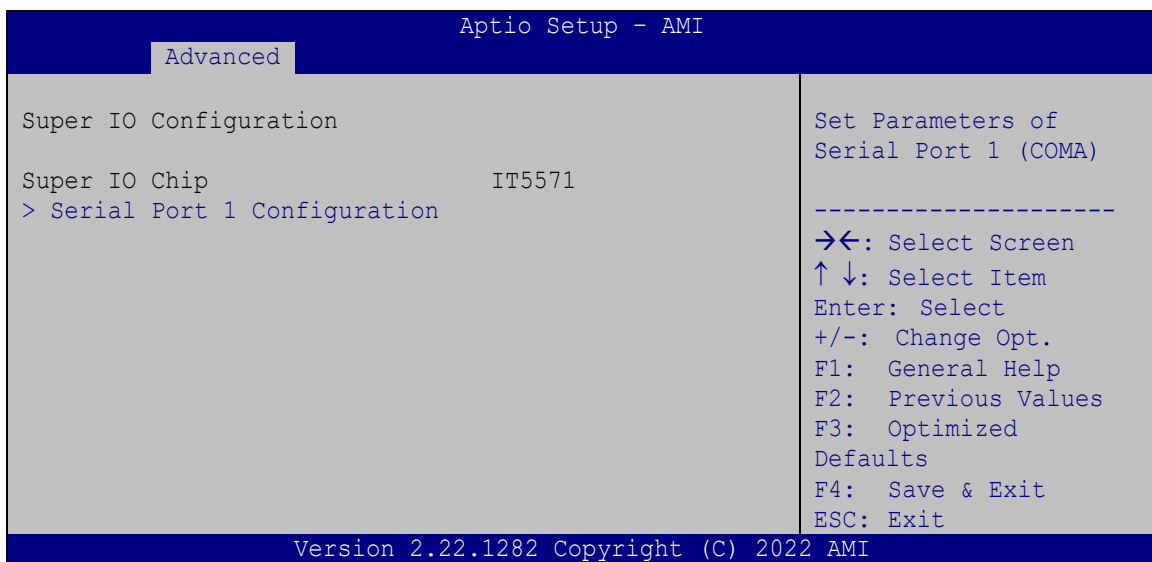 Aptio Setup – AMI
Advanced
Super IO Configuration
Super IO Chip IT5571
> Serial Port 1 Configuration
Set Parameters of
Serial Port 1 (COMA)
---------------------
→←: Select Screen
↑ ↓: Select Item
Enter: Select
+/-: Change Opt.
F1: General Help
F2: Previous Values
F3: Optimized
Defaults
F4: Save & Exit
ESC: Exit
Version 2.22.1282 Copyright (C) 2022 AMI